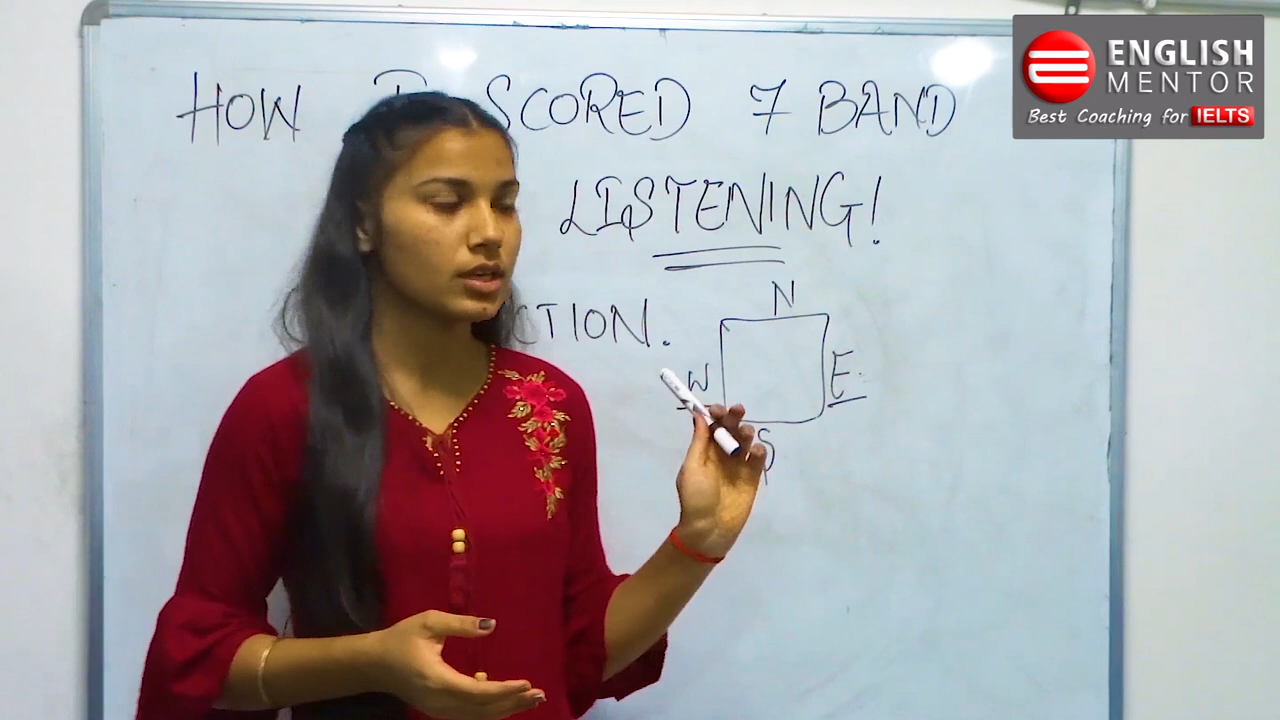 HOW I SCORED 7 BAND
LISTENING!
CTION.
N
W
E.
S
ENGLISH
MENTOR
Best Coaching for IELTS